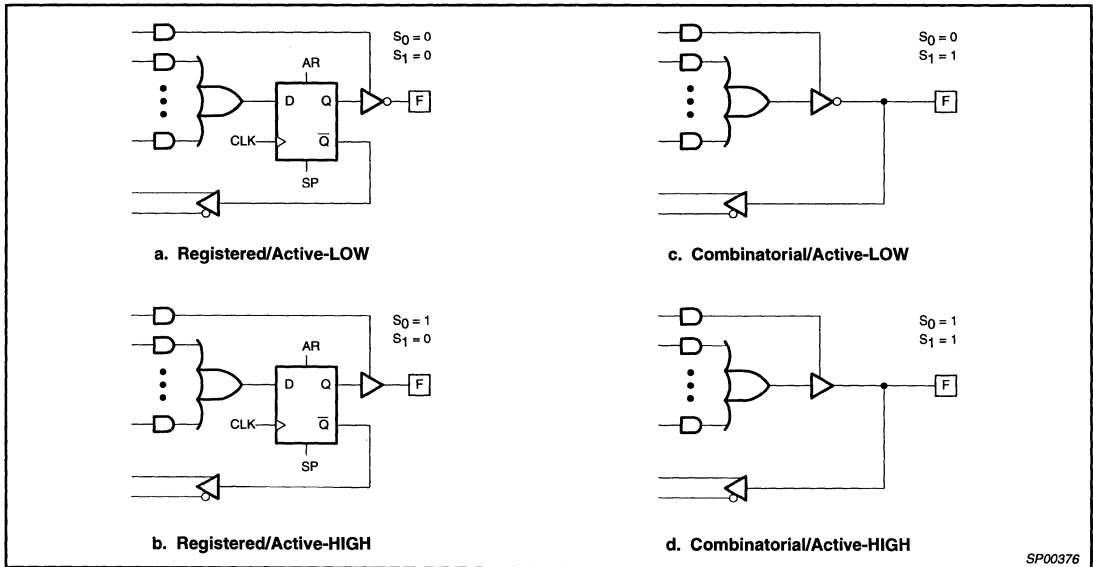 S0 = 0
S1 = 0
AR
D Q
F
CLK
Q̅
SP
a. Registered/Active-LOW
S0 = 0
S1 = 1
F
c. Combinatorial/Active-LOW
S0 = 1
S1 = 0
AR
D Q
F
CLK
Q̅
SP
b. Registered/Active-HIGH
S0 = 1
S1 = 1
F
d. Combinatorial/Active-HIGH
SP00376